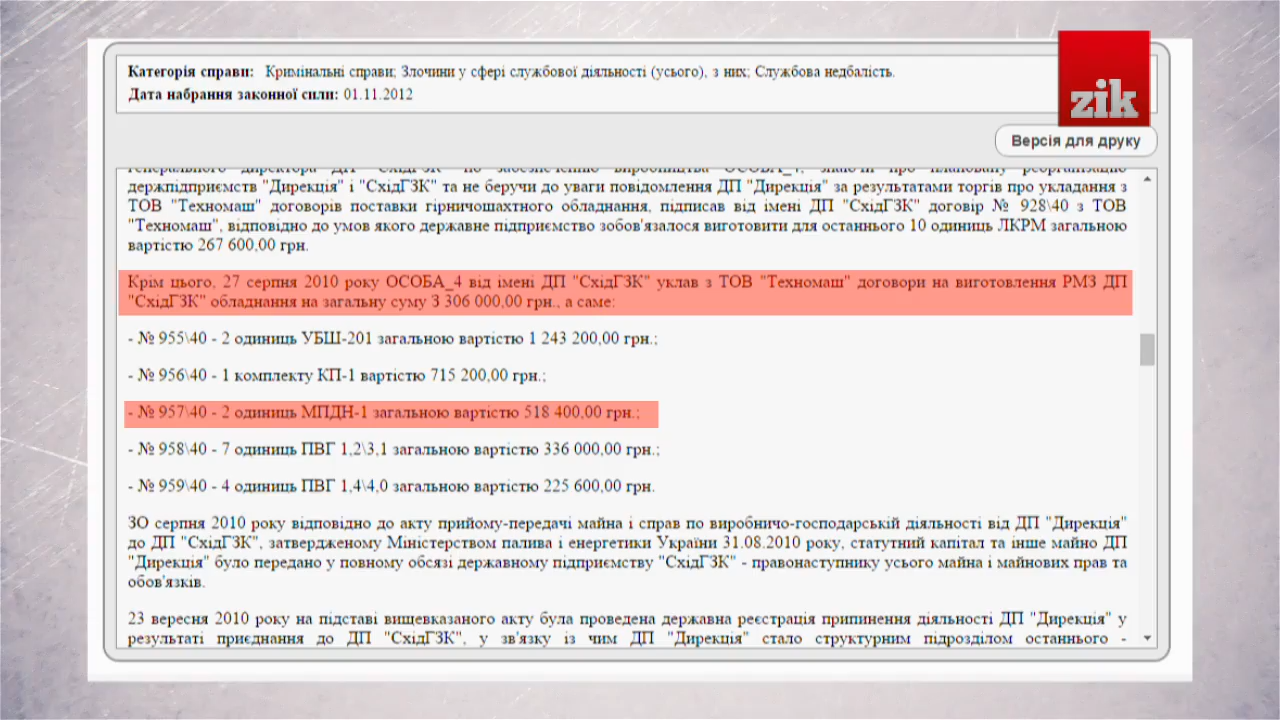 Категорія справи: Кримінальні справи; Злочини у сфері службової діяльності (усього), з них; Службова недбалість.
Дата набрання законної сили: 01.11.2012
zik
Версія для друку
генерального директора ДП "СхідГЗК" по забезпеченню виробництва ОСОБА_4, знаючи про плановану реорганізацію
держпідприємств "Дирекція" і "СхідГЗК" та не беручи до уваги повідомлення ДП "Дирекція" за результатами торгів про укладання з
ТОВ "Техномаш" договорів поставки гірничошахтного обладнання, підписав від імені ДП "СхідГЗК" договір № 928\40 з ТОВ
"Техномаш", відповідно до умов якого державне підприємство зобов'язалося виготовити для останнього 10 одиниць ЛКРМ загальною
вартістю 267 600,00 грн.
Крім цього, 27 серпня 2010 року ОСОБА_4 від імені ДП "СхідГЗК" уклав з ТОВ "Техномаш" договори на виготовлення РМЗ ДП
"СхідГЗК" обладнання на загальну суму 3 306 000,00 грн., а саме:
- № 955\40 - 2 одиниць УБШ-201 загальною вартістю 1 243 200,00 грн.;
- № 956\40 - 1 комплекту КП-1 вартістю 715 200,00 грн.;
- № 957\40 - 2 одиниць МПДН-1 загальною вартістю 518 400,00 грн.;
- № 958\40 - 7 одиниць ПВГ 1,2\3,1 загальною вартістю 336 000,00 грн.;
- № 959\40 - 4 одиниць ПВГ 1,4\4,0 загальною вартістю 225 600,00 грн.
ЗО серпня 2010 року відповідно до акту прийому-передачі майна і справ по виробничо-господарській діяльності від ДП "Дирекція"
до ДП "СхідГЗК", затвердженому Міністерством палива і енергетики України 31.08.2010 року, статутний капітал та інше майно ДП
"Дирекція" було передано у повному обсязі державному підприємству "СхідГЗК" - правонаступнику усього майна і майнових прав та
обов'язків.
23 вересня 2010 року на підставі вищевказаного акту була проведена державна реєстрація припинення діяльності ДП "Дирекція" у
результаті приєднання до ДП "СхідГЗК", у зв'язку із чим ДП "Дирекція" стало структурним підрозділом останнього -